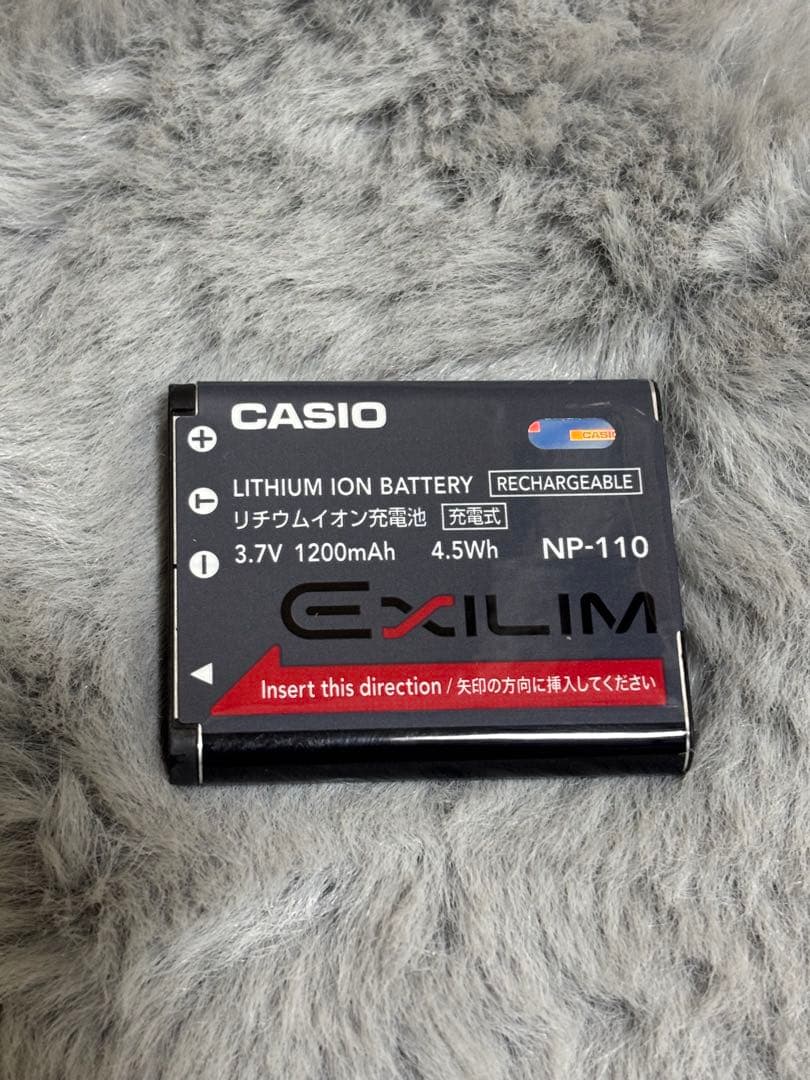 CASIO
CASIO
LITHIUM ION BATTERY RECHARGEABLE
リチウムイオン充電池 充電式
3.7V 1200mAh 4.5Wh NP-110
EXILIM
Insert this direction / 矢印の方向に挿入してください
+
T
−